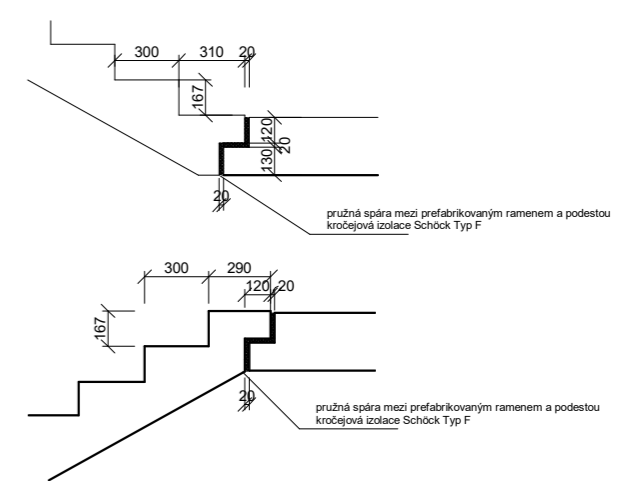 300 310 20
167
120
20
130
20
pružná spára mezi prefabrikovaným ramenem a podestou
kročejová izolace Schöck Typ F
300 290
120 20
167
20
pružná spára mezi prefabrikovaným ramenem a podestou
kročejová izolace Schöck Typ F